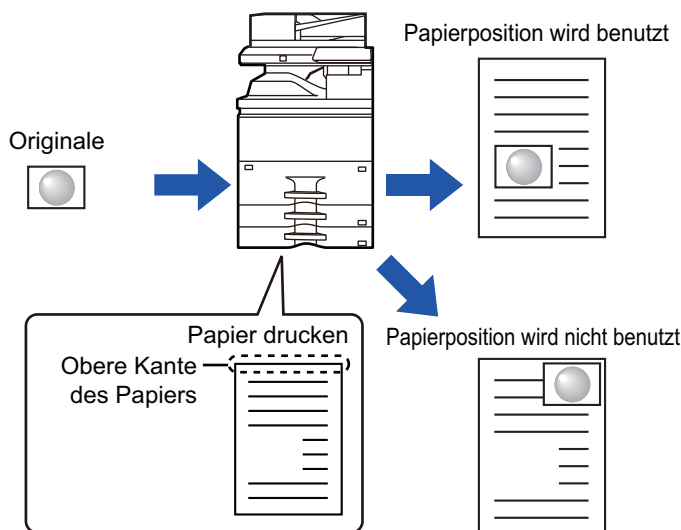 Papierposition wird benutzt
Originale
Papier drucken
Obere Kante
des Papiers
Papierposition wird nicht benutzt